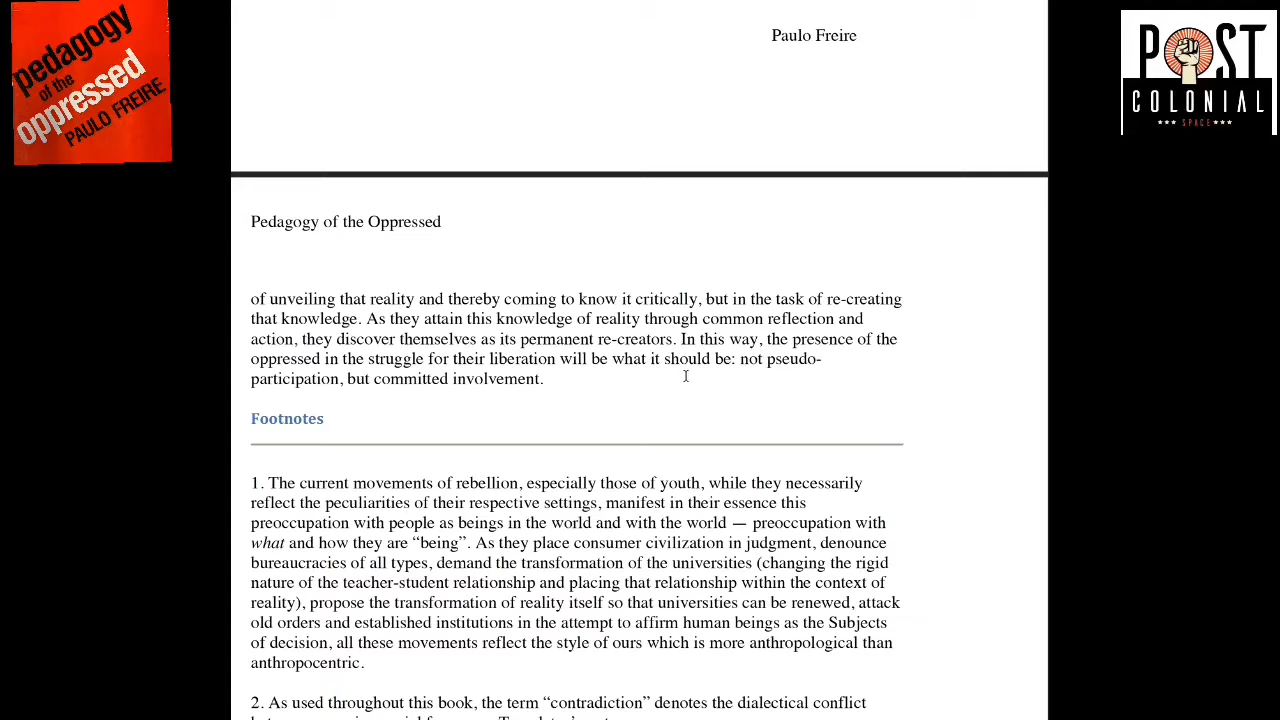 pedagogy
of the
oppressed
PAULO FREIRE
POST
COLONIAL
SPACE
Paulo Freire
Pedagogy of the Oppressed
of unveiling that reality and thereby coming to know it critically, but in the task of re-creating
that knowledge. As they attain this knowledge of reality through common reflection and
action, they discover themselves as its permanent re-creators. In this way, the presence of the
oppressed in the struggle for their liberation will be what it should be: not pseudo-
participation, but committed involvement.
Footnotes
1. The current movements of rebellion, especially those of youth, while they necessarily
reflect the peculiarities of their respective settings, manifest in their essence this
preoccupation with people as beings in the world and with the world — preoccupation with
what and how they are “being”. As they place consumer civilization in judgment, denounce
bureaucracies of all types, demand the transformation of the universities (changing the rigid
nature of the teacher-student relationship and placing that relationship within the context of
reality), propose the transformation of reality itself so that universities can be renewed, attack
old orders and established institutions in the attempt to affirm human beings as the Subjects
of decision, all these movements reflect the style of ours which is more anthropological than
anthropocentric.
2. As used throughout this book, the term “contradiction” denotes the dialectical conflict